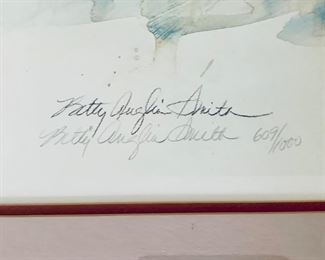 Betty Anglin Smith
Betty Anglin Smith 609/1000